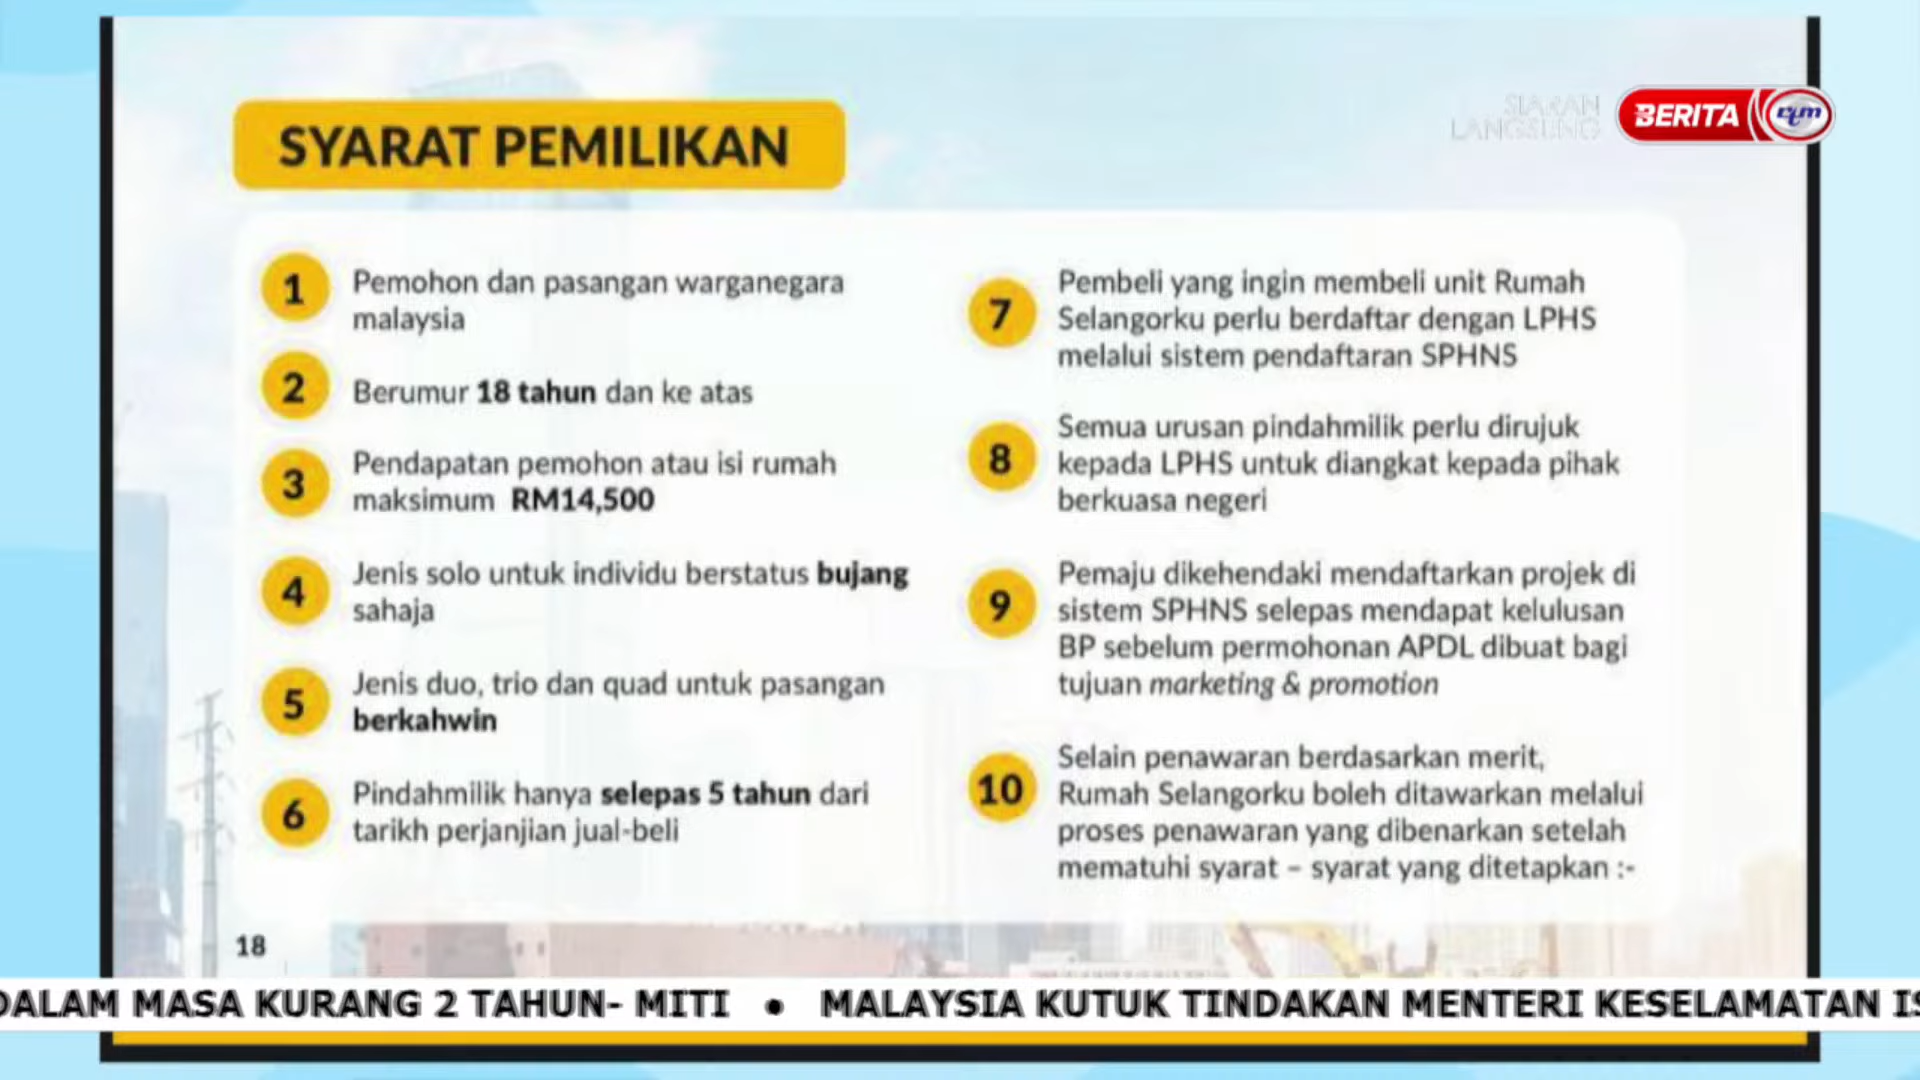 SIARAN
LANGSUNG
BERITA rtm
SYARAT PEMILIKAN
1 Pemohon dan pasangan warganegara
malaysia
2 Berumur 18 tahun dan ke atas
3 Pendapatan pemohon atau isi rumah
maksimum RM14,500
4 Jenis solo untuk individu berstatus bujang
sahaja
5 Jenis duo, trio dan quad untuk pasangan
berkahwin
6 Pindahmilik hanya selepas 5 tahun dari
tarikh perjanjian jual-beli
7 Pembeli yang ingin membeli unit Rumah
Selangorku perlu berdaftar dengan LPHS
melalui sistem pendaftaran SPHNS
8 Semua urusan pindahmilik perlu dirujuk
kepada LPHS untuk diangkat kepada pihak
berkuasa negeri
9 Pemaju dikehendaki mendaftarkan projek di
sistem SPHNS selepas mendapat kelulusan
BP sebelum permohonan APDL dibuat bagi
tujuan marketing & promotion
10 Selain penawaran berdasarkan merit,
Rumah Selangorku boleh ditawarkan melalui
proses penawaran yang dibenarkan setelah
mematuhi syarat – syarat yang ditetapkan :-
18
DALAM MASA KURANG 2 TAHUN- MITI • MALAYSIA KUTUK TINDAKAN MENTERI KESELAMATAN IS